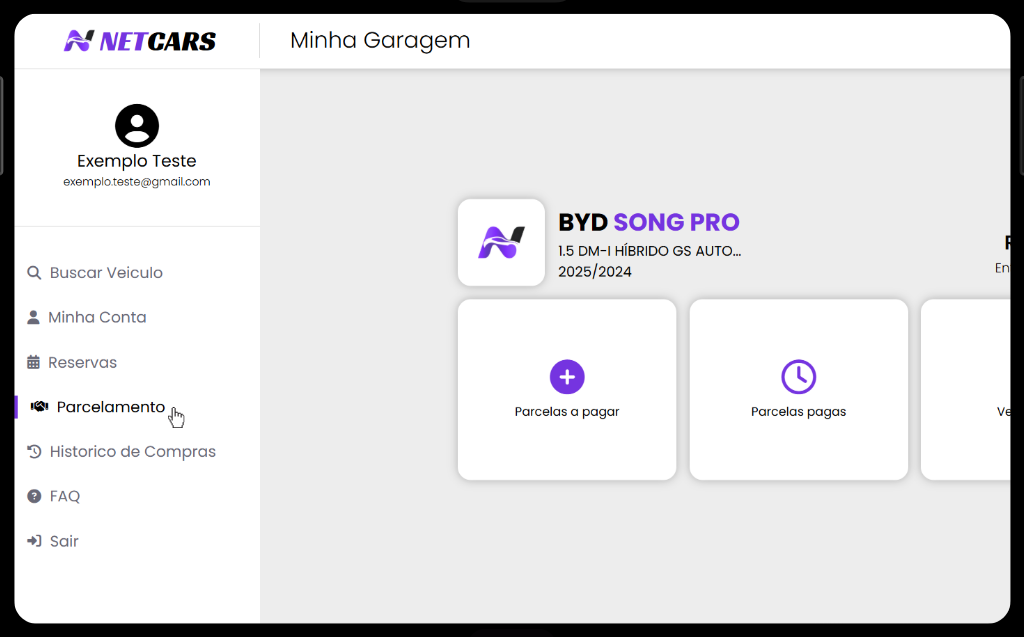 NETCARS
Minha Garagem
Exemplo Teste
exemplo.teste@gmail.com
Buscar Veiculo
Minha Conta
Reservas
Parcelamento
Historico de Compras
FAQ
Sair
BYD SONG PRO
1.5 DM-I HÍBRIDO GS AUTO...
2025/2024
En
Parcelas a pagar
Parcelas pagas
Ve